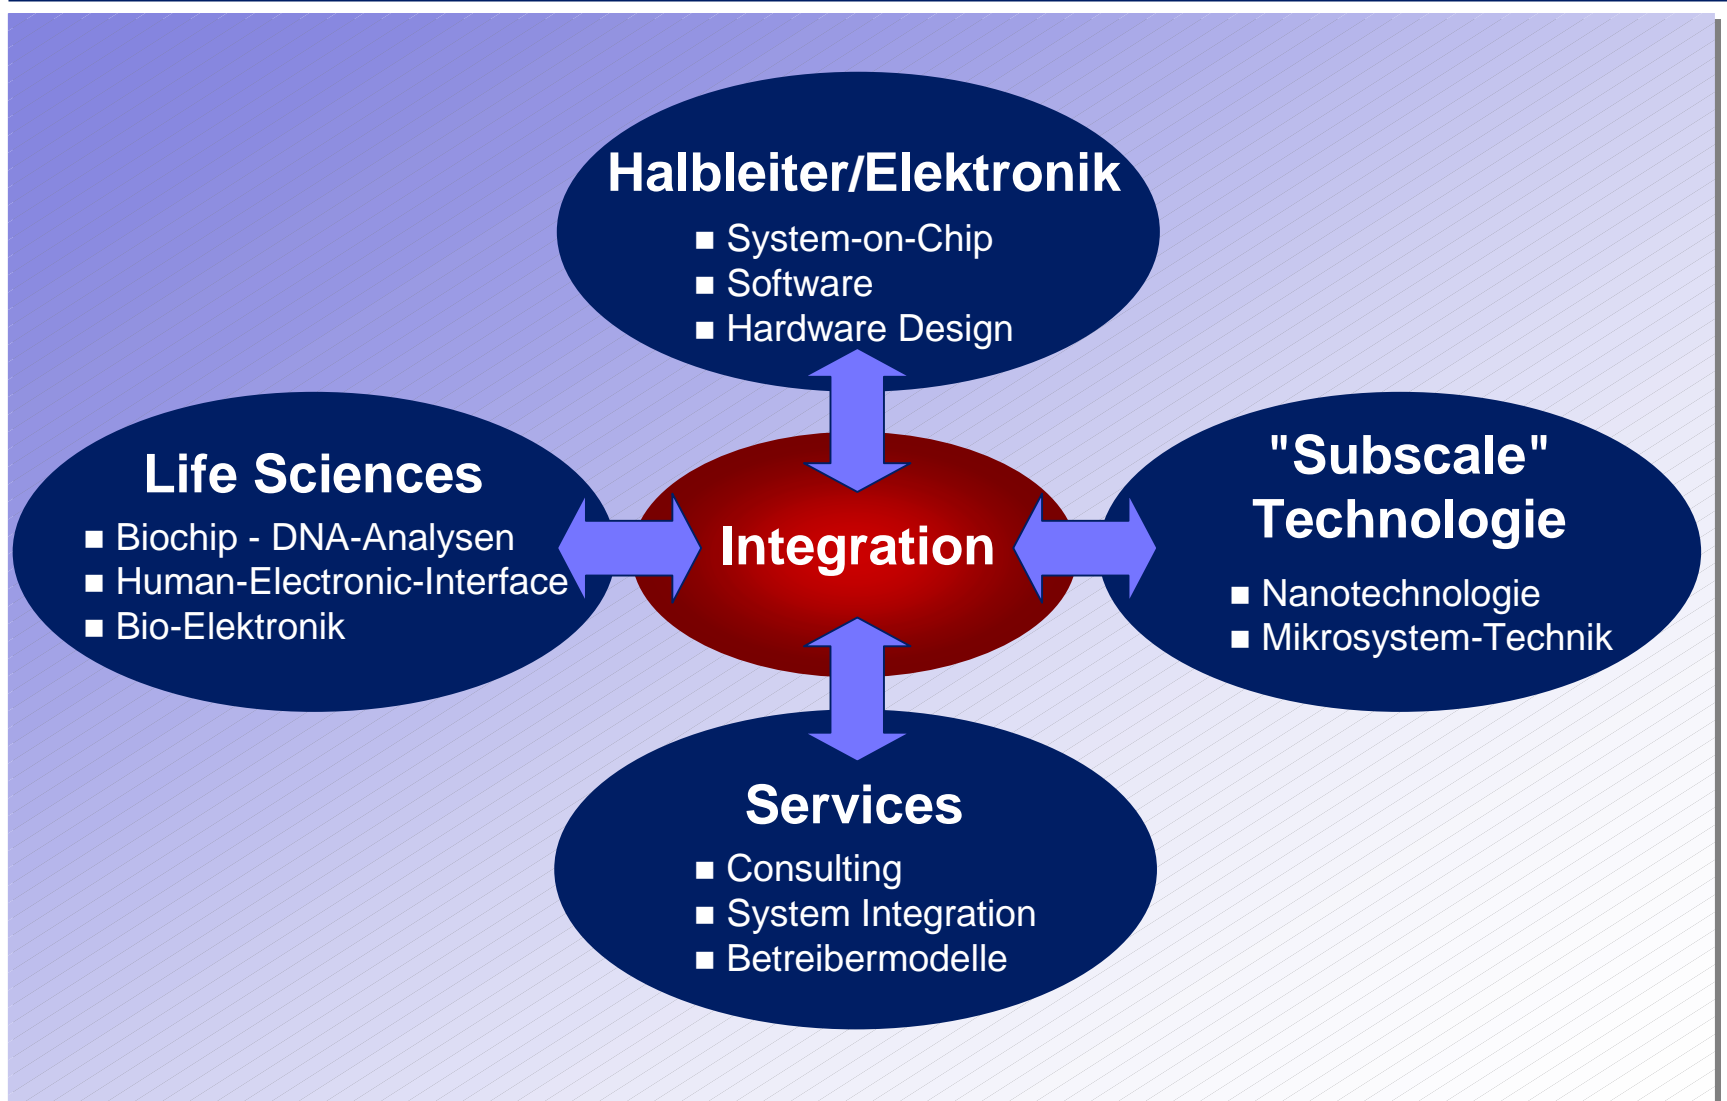 Halbleiter/Elektronik
■ System-on-Chip
■ Software
■ Hardware Design
Life Sciences
■ Biochip - DNA-Analysen
■ Human-Electronic-Interface
■ Bio-Elektronik
Integration
"Subscale"
Technologie
■ Nanotechnologie
■ Mikrosystem-Technik
Services
■ Consulting
■ System Integration
■ Betreibermodelle